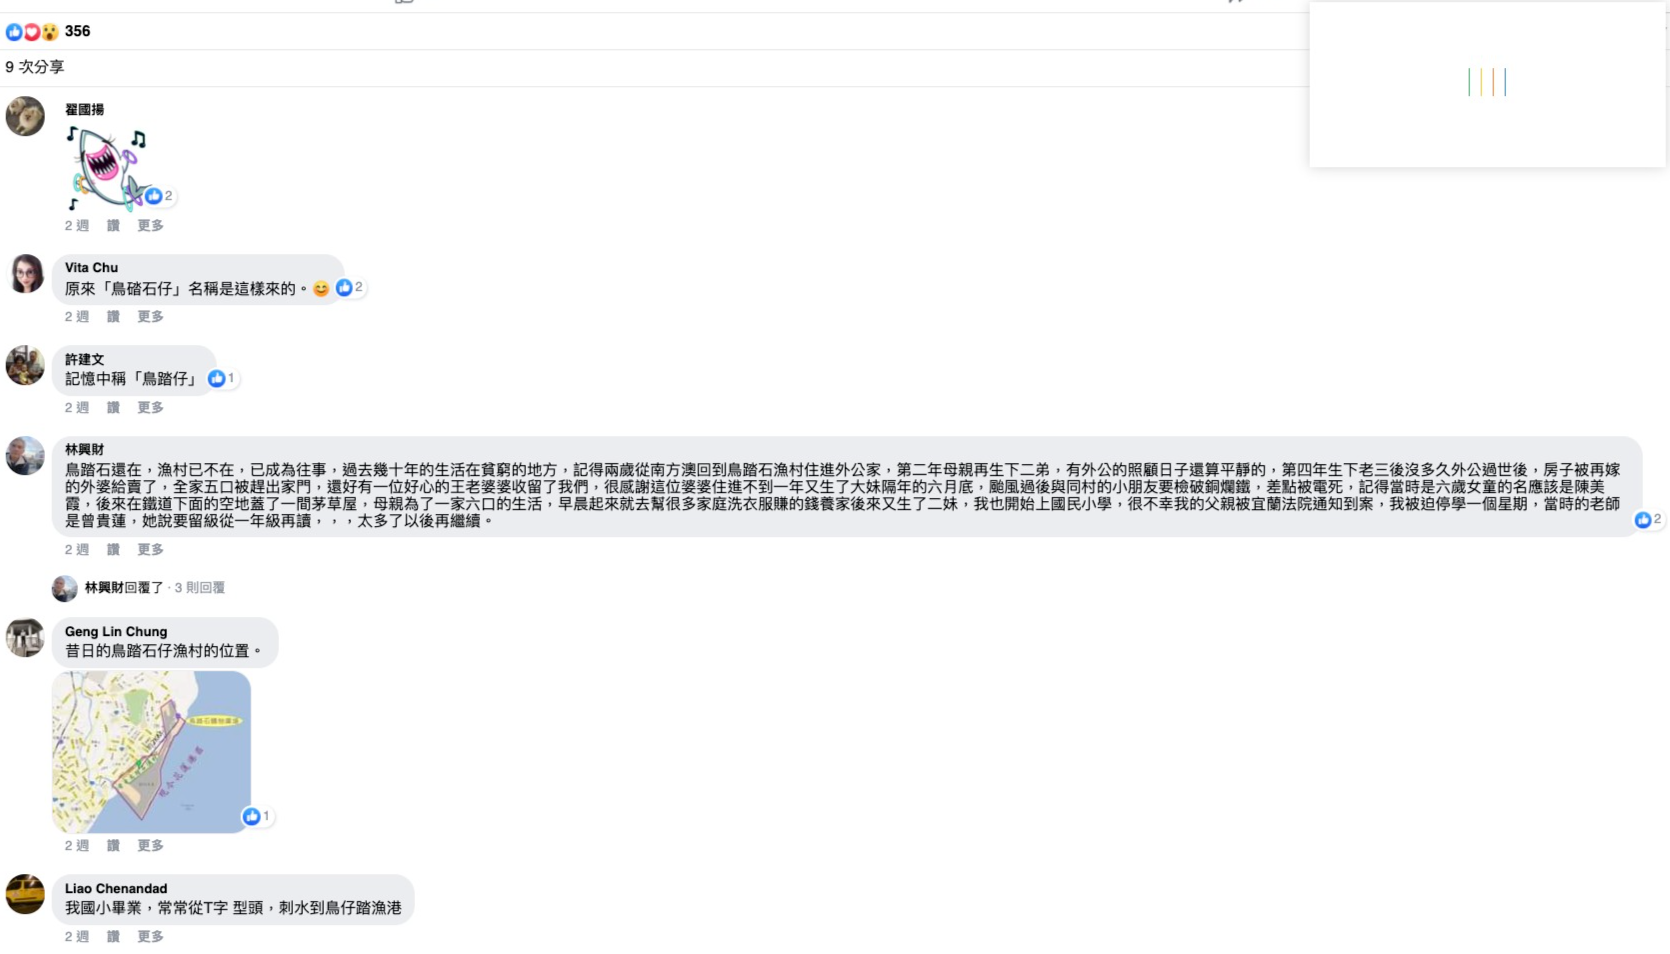 356
9 次分享
翟國揚
2
2 週 讚 更多
Vita Chu
原來「鳥碴石仔」名稱是這樣來的。
2
2 週 讚 更多
許建文
記憶中稱「鳥踏仔」
1
2 週 讚 更多
林興財
鳥踏石還在，漁村已不在，已成為往事，過去幾十年的生活在貧窮的地方，記得兩歲從南方澳回到鳥踏石漁村住進外公家，第二年母親再生下二弟，有外公的照顧日子還算平靜的，第四年生下老三後沒多久外公過世後，房子被再嫁
的外婆給賣了，全家五口被趕出家門，還好有一位好心的王老婆婆收留了我們，很感謝這位婆婆住進不到一年又生了大妹隔年的六月底，颱風過後與同村的小朋友要檢破銅爛鐵，差點被電死，記得當時是六歲女童的名應該是陳美
霞，後來在鐵道下面的空地蓋了一間茅草屋，母親為了一家六口的生活，早晨起來就去幫很多家庭洗衣服賺的錢養家後來又生了二妹，我也開始上國民小學，很不幸我的父親被宜蘭法院通知到案，我被迫停學一個星期，當時的老師
是曾貴蓮，她說要留級從一年級再讀，，，太多了以後再繼續。
2
2 週 讚 更多
林興財回覆了 · 3 則回覆
Geng Lin Chung
昔日的鳥踏石仔漁村的位置。
1
2 週 讚 更多
Liao Chenandad
我國小畢業，常常從T字 型頭，刺水到鳥仔踏漁港
2 週 讚 更多